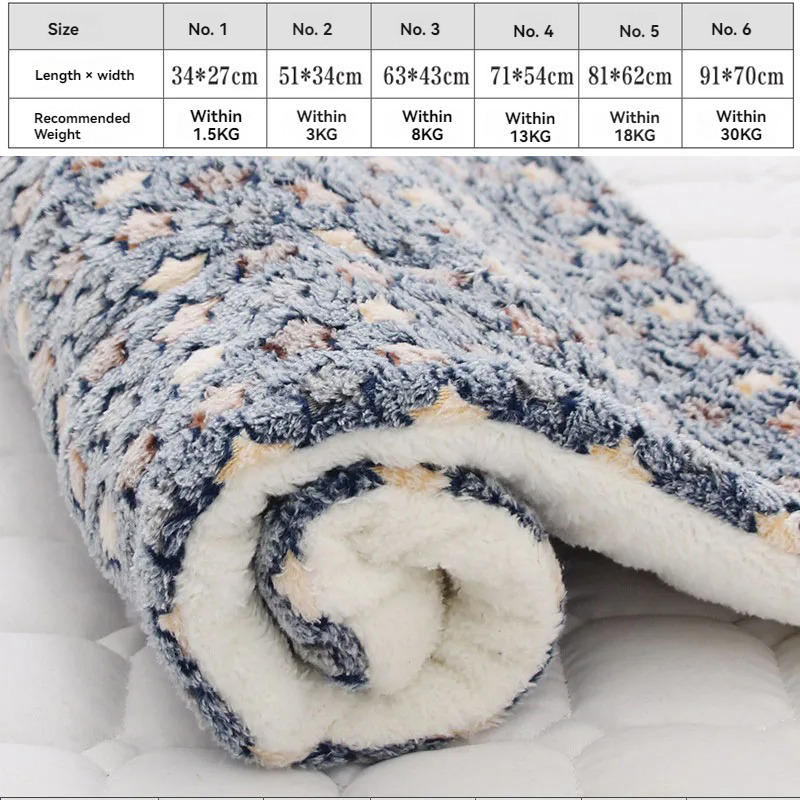 Size No. 1 No. 2 No. 3 No. 4 No. 5 No. 6
Length × width 34*27cm 51*34cm 63*43cm 71*54cm 81*62cm 91*70cm
Recommended Within Within Within Within Within Within
Weight 1.5KG 3KG 8KG 13KG 18KG 30KG